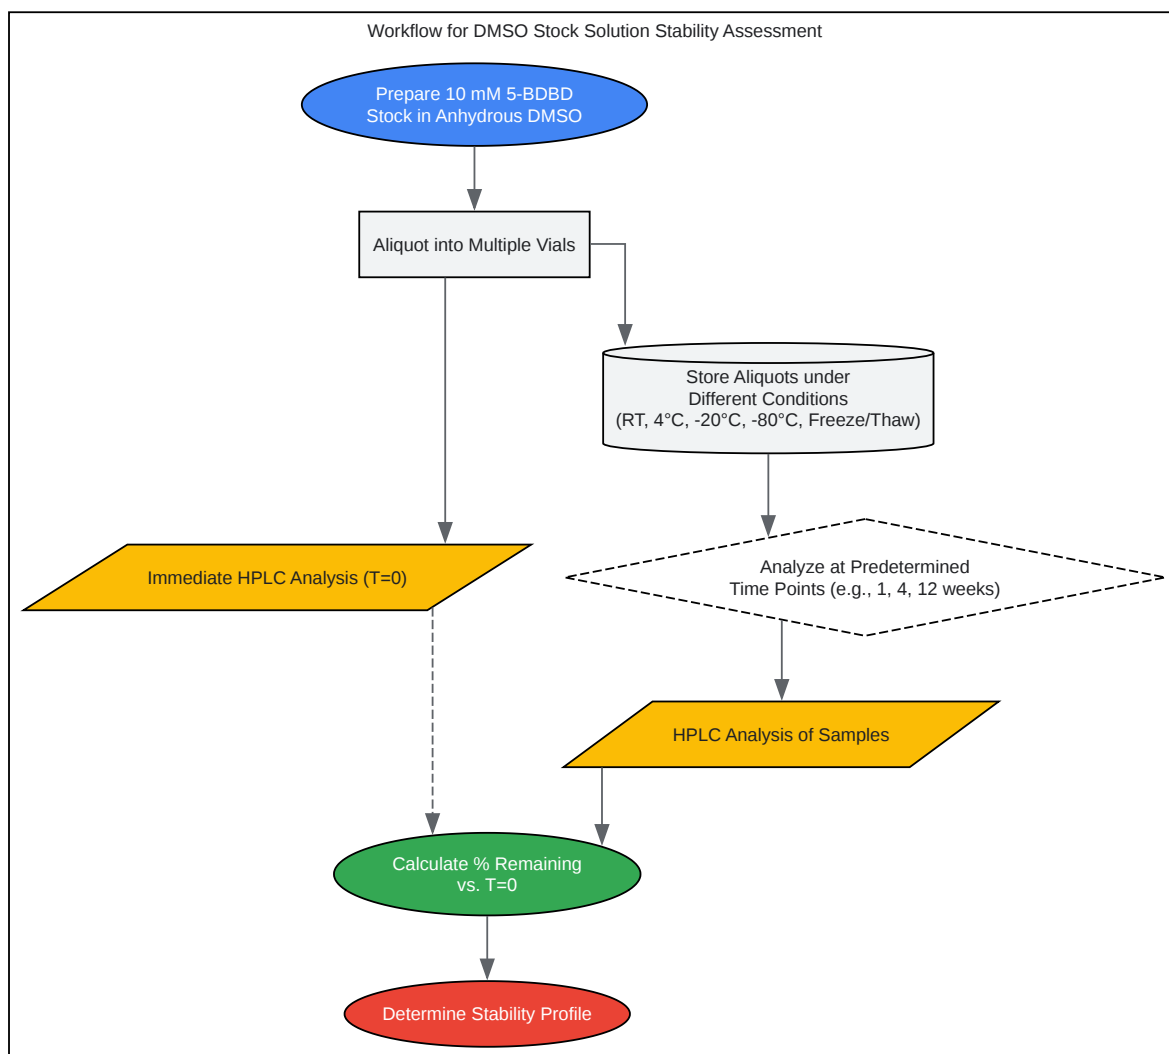 Workflow for DMSO Stock Solution Stability Assessment
Prepare 10 mM 5-BDBD
Stock in Anhydrous DMSO
Aliquot into Multiple Vials
Store Aliquots under
Different Conditions
(RT, 4°C, -20°C, -80°C, Freeze/Thaw)
Immediate HPLC Analysis (T=0)
Analyze at Predetermined
Time Points (e.g., 1, 4, 12 weeks)
HPLC Analysis of Samples
Calculate % Remaining
vs. T=0
Determine Stability Profile